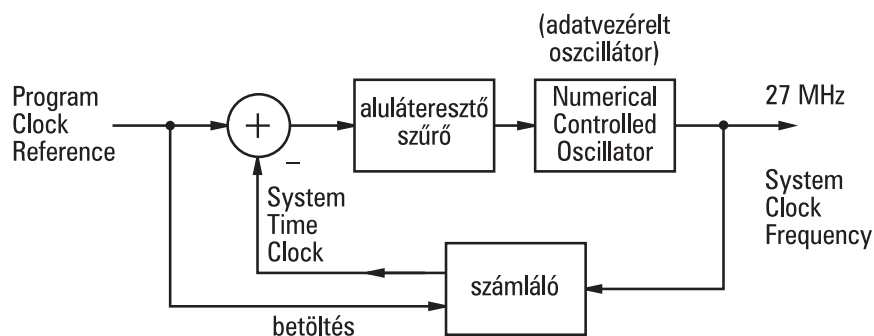 (adatvezérelt
oszcillátor)
Program
Clock
Reference
+
−
aluláteresztő
szűrő
Numerical
Controlled
Oscillator
27 MHz
System
Clock
Frequency
System
Time
Clock
számláló
betöltés